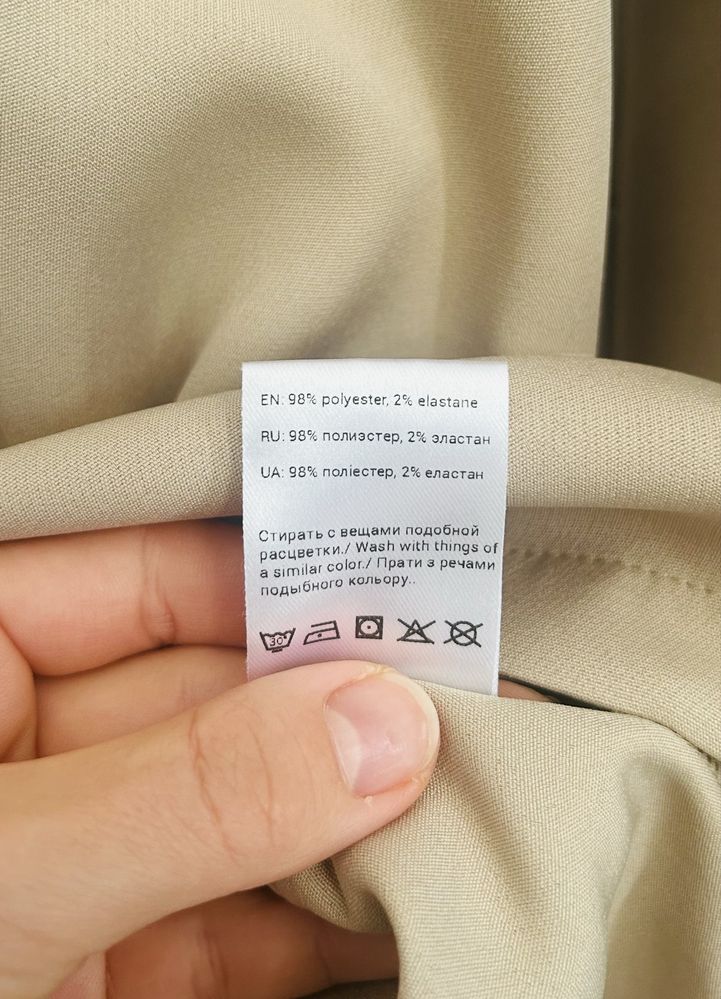 EN: 98% polyester, 2% elastane
RU: 98% полиэстер, 2% эластан
UA: 98% поліестер, 2% еластан
Стирать с вещами подобной
расцветки./ Wash with things of
a similar color./ Прати з речами
подыбного кольору..
30°